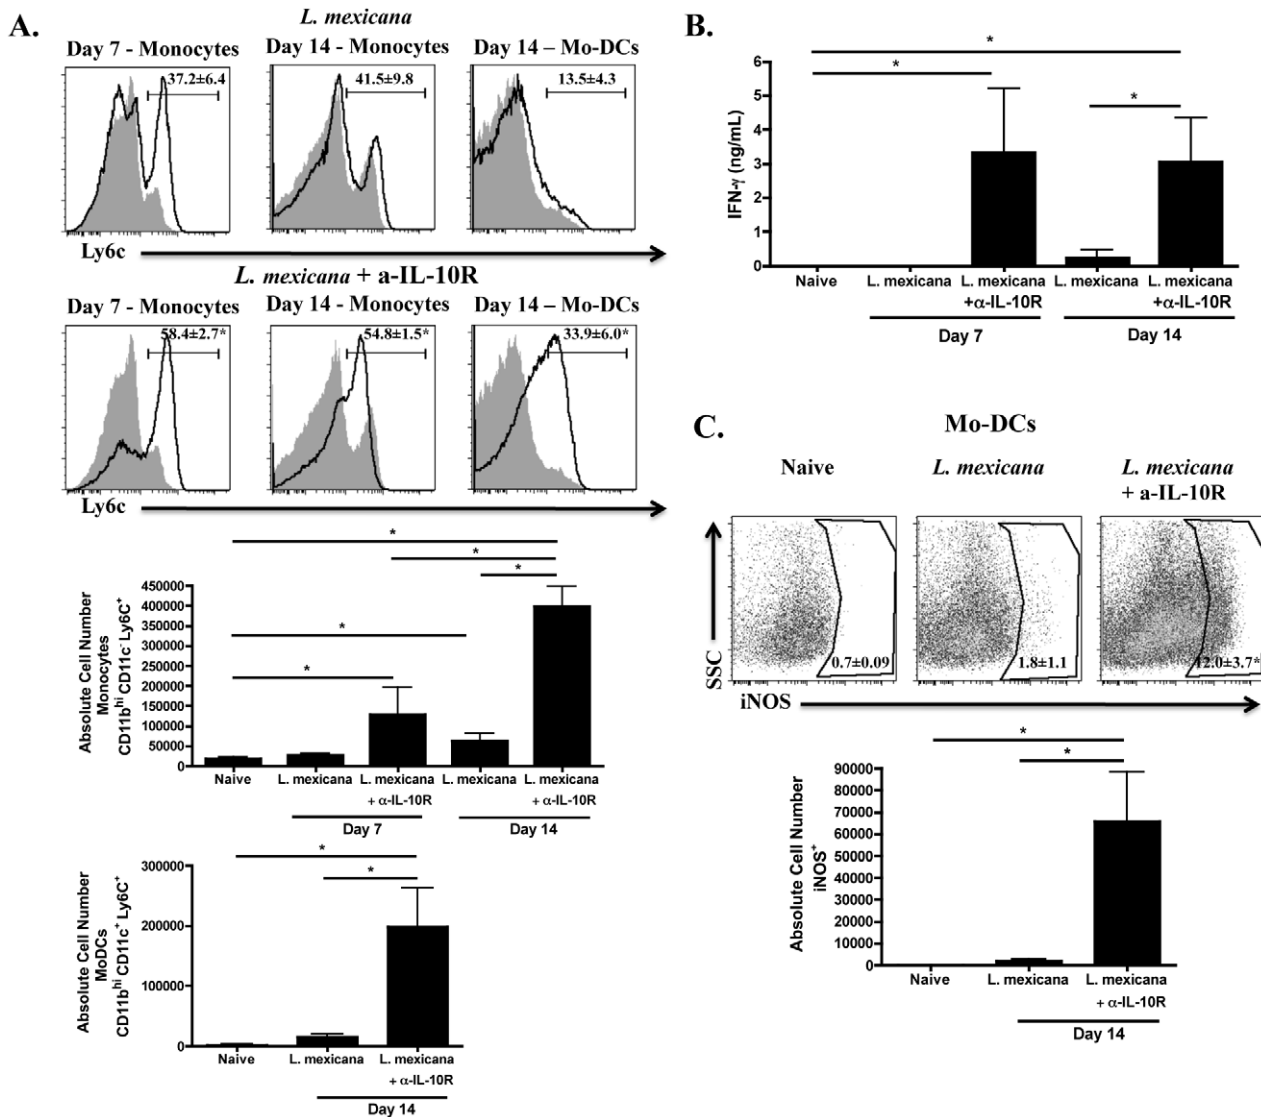 A.
L. mexicana
Day 7 - Monocytes
Day 14 - Monocytes
Day 14 – Mo-DCs
37.2±6.4
41.5±9.8
13.5±4.3
Ly6c
L. mexicana + a-IL-10R
Day 7 - Monocytes
Day 14 - Monocytes
Day 14 – Mo-DCs
58.4±2.7*
54.8±1.5*
33.9±6.0*
Ly6c
* 
*
*
*
*
Absolute Cell Number
Monocytes
CD11b^hi CD11c^- Ly6C^+
450000
400000
350000
300000
250000
200000
150000
100000
50000
0
Naive
L. mexicana
L. mexicana
+ α-IL-10R
L. mexicana
L. mexicana
+ α-IL-10R
Day 7
Day 14
*
*
Absolute Cell Number
MoDCs
CD11b^hi CD11c^+ Ly6C^+
300000
200000
100000
0
Naive
L. mexicana
L. mexicana
+ α-IL-10R
Day 14
B.
*
*
*
IFN-γ (ng/mL)
6
5
4
3
2
1
0
Naive
L. mexicana
L. mexicana
+α-IL-10R
L. mexicana
L. mexicana
+α-IL-10R
Day 7
Day 14
C.
Mo-DCs
Naive
L. mexicana
L. mexicana
+ a-IL-10R
SSC
0.7±0.09
1.8±1.1
12.0±3.7*
iNOS
*
*
Absolute Cell Number
iNOS^+
90000
80000
70000
60000
50000
40000
30000
20000
10000
0
Naive
L. mexicana
L. mexicana
+ α-IL-10R
Day 14